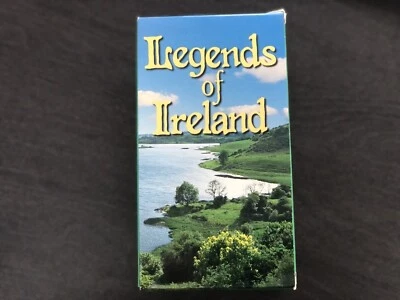 Legends
of
Ireland